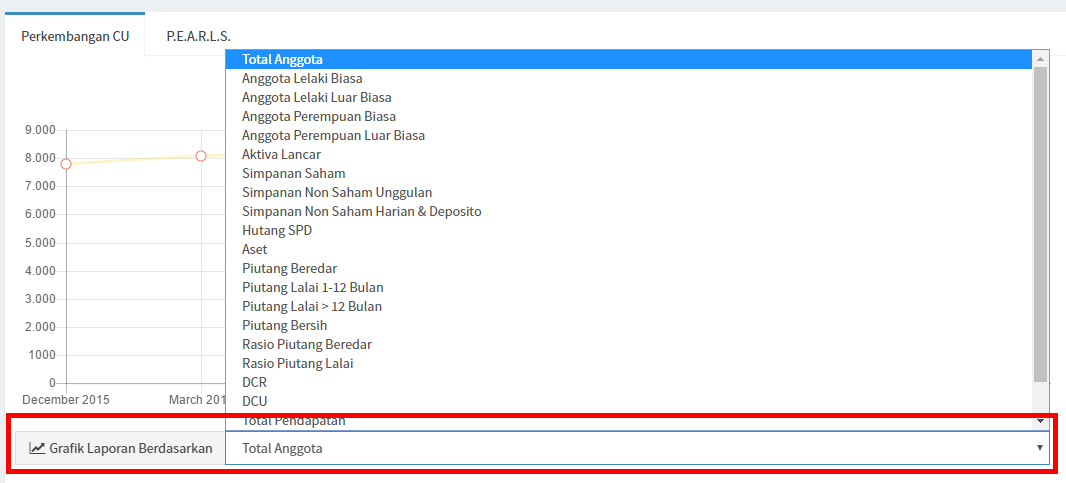 Perkembangan CU
P.E.A.R.L.S.
Total Anggota
Anggota Lelaki Biasa
Anggota Lelaki Luar Biasa
Anggota Perempuan Biasa
Anggota Perempuan Luar Biasa
Aktiva Lancar
Simpanan Saham
Simpanan Non Saham Unggulan
Simpanan Non Saham Harian & Deposito
Hutang SPD
Aset
Piutang Beredar
Piutang Lalai 1-12 Bulan
Piutang Lalai > 12 Bulan
Piutang Bersih
Rasio Piutang Beredar
Rasio Piutang Lalai
DCR
DCU
Total Pendapatan
9.000
8.000
7.000
6.000
5.000
4.000
3.000
2.000
1000
0
December 2015
March 201
Grafik Laporan Berdasarkan
Total Anggota